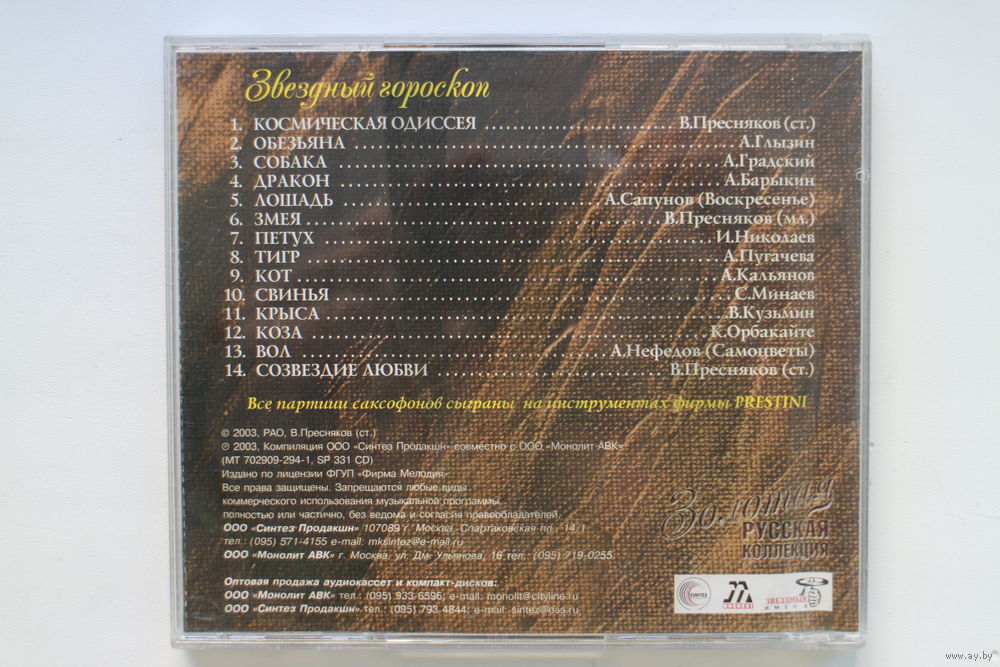 Звездный гороскоп
1. КОСМИЧЕСКАЯ ОДИССЕЯ В.Пресняков (ст.)
2. ОБЕЗЬЯНА А.Глызин
3. СОБАКА А.Градский
4. ДРАКОН А.Барыкин
5. ЛОШАДЬ А.Сапунов (Воскресенье)
6. ЗМЕЯ В.Пресняков (мл.)
7. ПЕТУХ И.Николаев
8. ТИГР А.Пугачева
9. КОТ А.Кальянов
10. СВИНЬЯ С.Минаев
11. КРЫСА В.Кузьмин
12. КОЗА К.Орбакайте
13. ВОЛ А.Нефедов (Самоцветы)
14. СОЗВЕЗДИЕ ЛЮБВИ В.Пресняков (ст.)
Все партиии саксофонов сыграны на инструментах фирмы PRESTINI
© 2003, РАО, В.Пресняков (ст.)
℗ 2003, Компиляция ООО «Синтез Продакшн» совместно с ООО «Монолит АВК»
(МТ 702909-294-1, SP 331 CD)
Издано по лицензии ФГУП «Фирма Мелодия»
Все права защищены. Запрещаются любые виды
коммерческого использования музыкальной программы,
полностью или частично, без ведома и согласия правообладателей.
ООО «Синтез Продакшн» 107089 г. Москва, Спартаковская пл., 14/1
тел.: (095) 571-4155 e-mail: mksintez@e-mail.ru
ООО «Монолит АВК» г. Москва, ул. Дм. Ульянова, 16 тел.: (095) 719-0255.
Оптовая продажа аудиокассет и компакт-дисков:
ООО «Монолит АВК» тел.: (095) 933-6596; e-mail: monolit@cityline.ru
ООО «Синтез Продакшн» тел.: (095) 793-4844; e-mail: sintez@oss.ru
Золотая
РУССКАЯ
КОЛЛЕКЦИЯ
СИНТЕЗ
МОНОЛИТ
ЗВЕЗДНЫЕ
ИМЕНА
www.ay.by